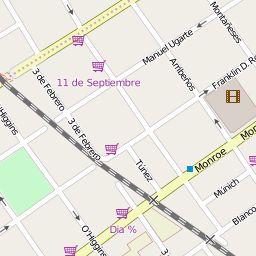 Montañeses
Manuel Ugarte
11 de Septiembre
3 de Febrero
Arribeños
Franklin D. R
O'Higgins
3 de Febrero
Túnez
Monroe
Mon
Múnich
Blanco
Dia %
O'Higgins